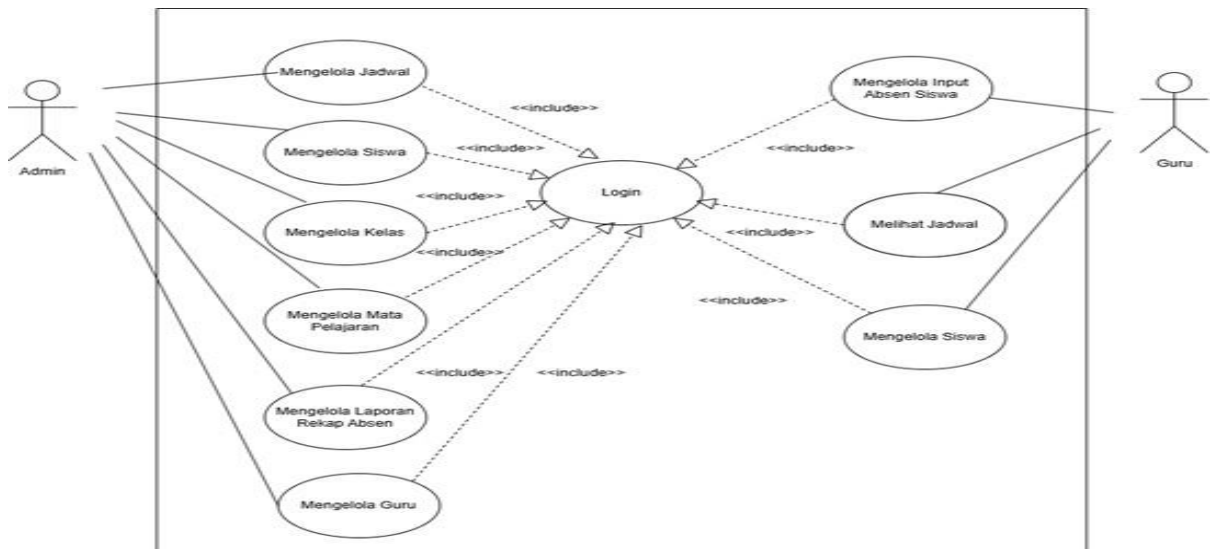 Mengelola Jadwal
<<include>>
Mengelola Siswa
<<include>>
Mengelola Kelas
<<include>>
Mengelola Mata
Pelajaran
<<include>>
Mengelola Laporan
Rekap Absen
<<include>>
Mengelola Guru
<<include>>
Admin
Login
Mengelola Input
Absen Siswa
<<include>>
Melihat Jadwal
<<include>>
Mengelola Siswa
<<include>>
Guru